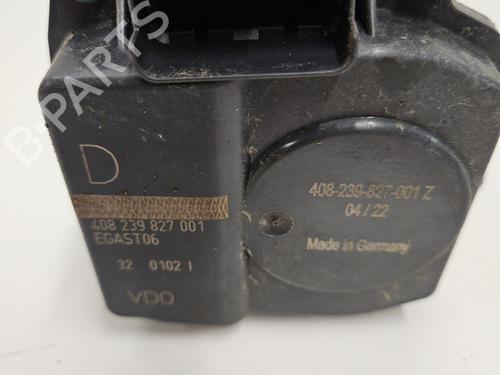 B-PARTS
D
408 239 827 001
EGAST06
32 0102 I
VDO
408-239-827-001 Z
04/22
Made in Germany